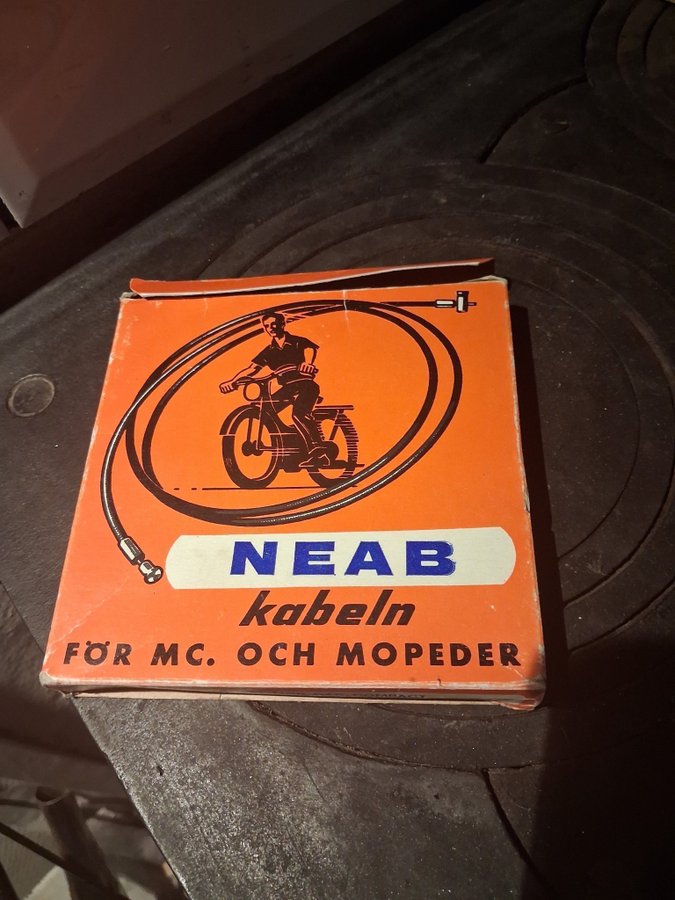 NEAB
kabeln
FÖR MC. OCH MOPEDER